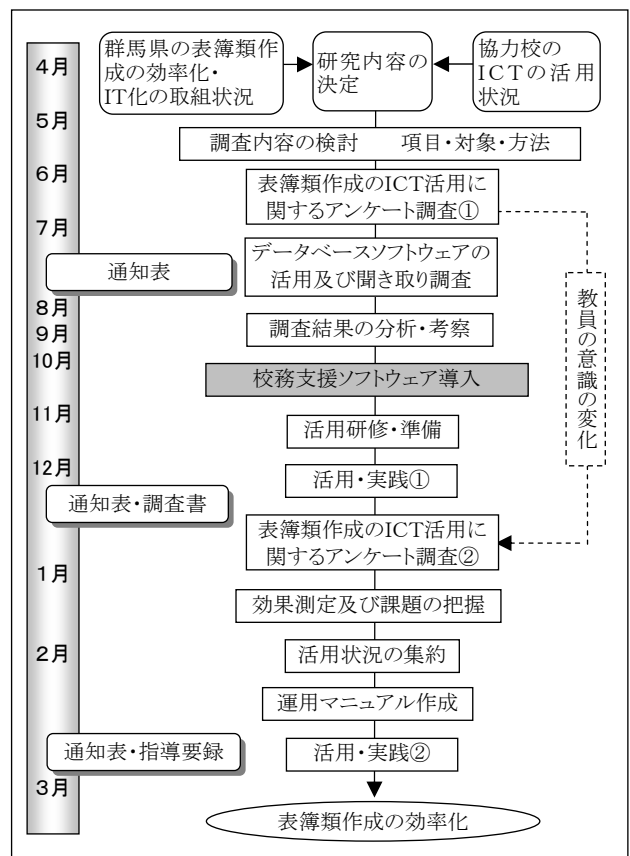 4月
群馬県の表簿類作
成の効率化・
IT化の取組状況
研究内容の
決定
協力校の
ICTの活用
状況
5月
調査内容の検討 項目・対象・方法
6月
表簿類作成のICT活用に
関するアンケート調査①
7月
データベースソフトウェアの
活用及び聞き取り調査
通知表
教員の意識の変化
8月
9月
調査結果の分析・考察
10月
校務支援ソフトウェア導入
11月
活用研修・準備
12月
活用・実践①
通知表・調査書
表簿類作成のICT活用に
関するアンケート調査②
1月
効果測定及び課題の把握
2月
活用状況の集約
運用マニュアル作成
通知表・指導要録
活用・実践②
3月
表簿類作成の効率化